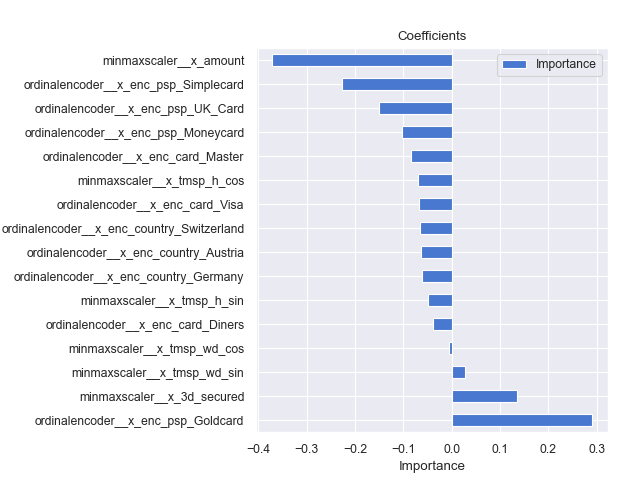 Coefficients
minmaxscaler__x_amount
Importance
ordinalencoder__x_enc_psp_Simplecard
ordinalencoder__x_enc_psp_UK_Card
ordinalencoder__x_enc_psp_Moneycard
ordinalencoder__x_enc_card_Master
minmaxscaler__x_tmsp_h_cos
ordinalencoder__x_enc_card_Visa
ordinalencoder__x_enc_country_Switzerland
ordinalencoder__x_enc_country_Austria
ordinalencoder__x_enc_country_Germany
minmaxscaler__x_tmsp_h_sin
ordinalencoder__x_enc_card_Diners
minmaxscaler__x_tmsp_wd_cos
minmaxscaler__x_tmsp_wd_sin
minmaxscaler__x_3d_secured
ordinalencoder__x_enc_psp_Goldcard
−0.4 −0.3 −0.2 −0.1 0.0 0.1 0.2 0.3
Importance